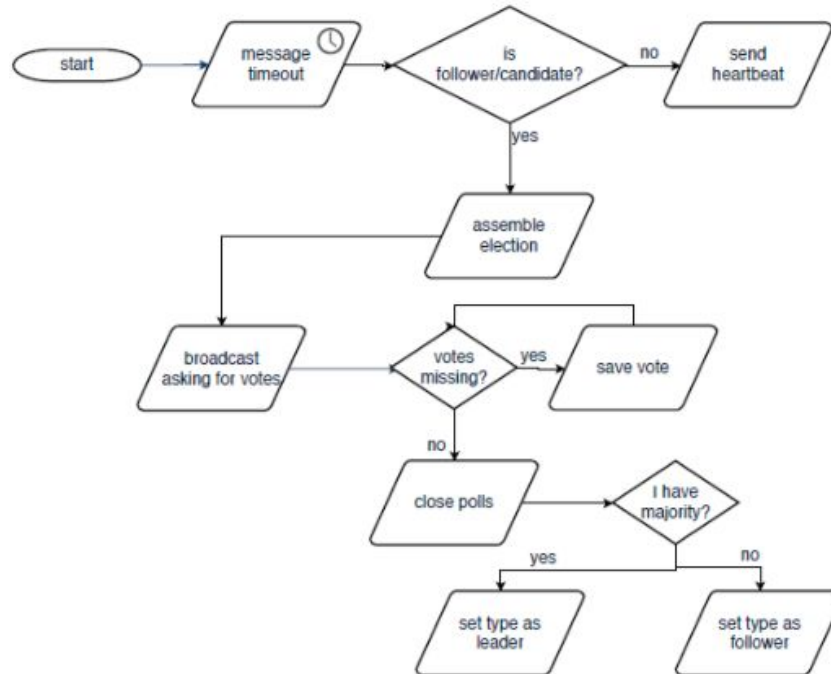 start
message
timeout
is
follower/candidate?
no
send
heartbeat
yes
assemble
election
broadcast
asking for votes
votes
missing?
yes
save vote
no
close polls
I have
majority?
yes
no
set type as
leader
set type as
follower